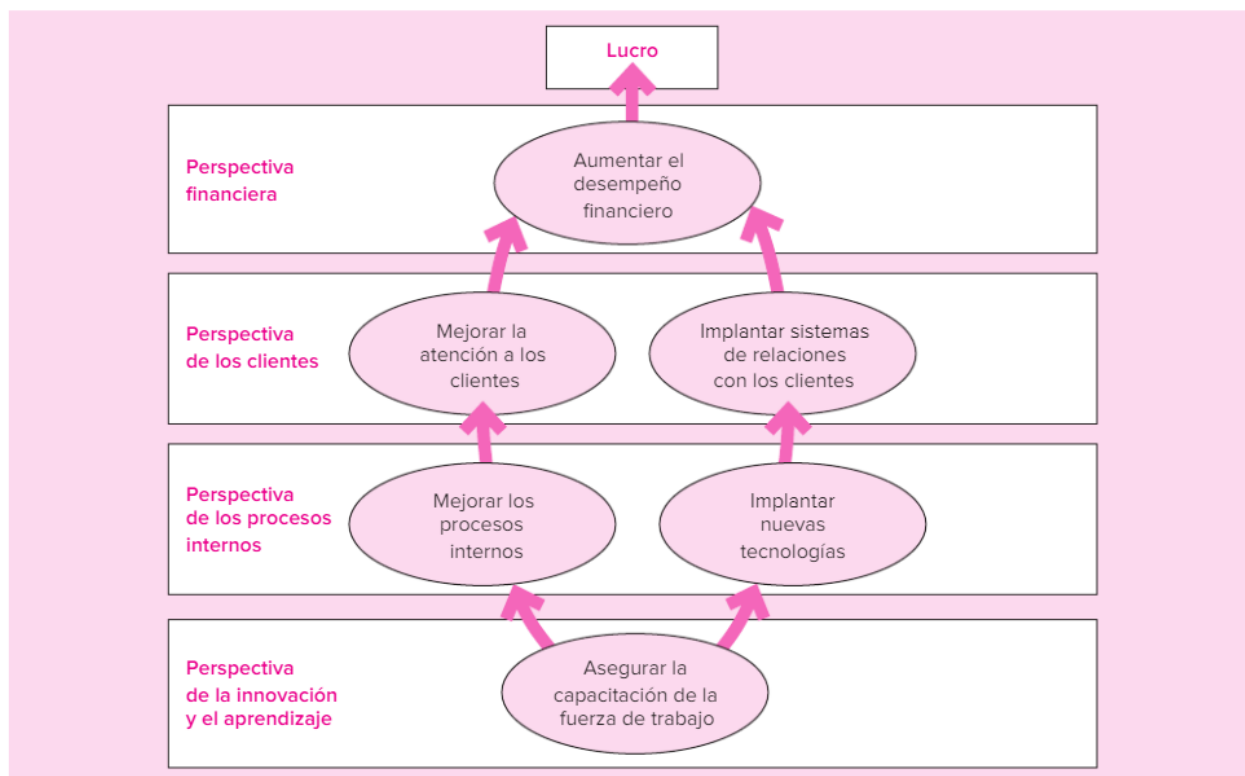 Lucro
Perspectiva
financiera
Aumentar el
desempeño
financiero
Perspectiva
de los clientes
Mejorar la
atención a los
clientes
Implantar sistemas
de relaciones
con los clientes
Perspectiva
de los procesos
internos
Mejorar los
procesos
internos
Implantar
nuevas
tecnologías
Perspectiva
de la innovación
y el aprendizaje
Asegurar la
capacitación de la
fuerza de trabajo